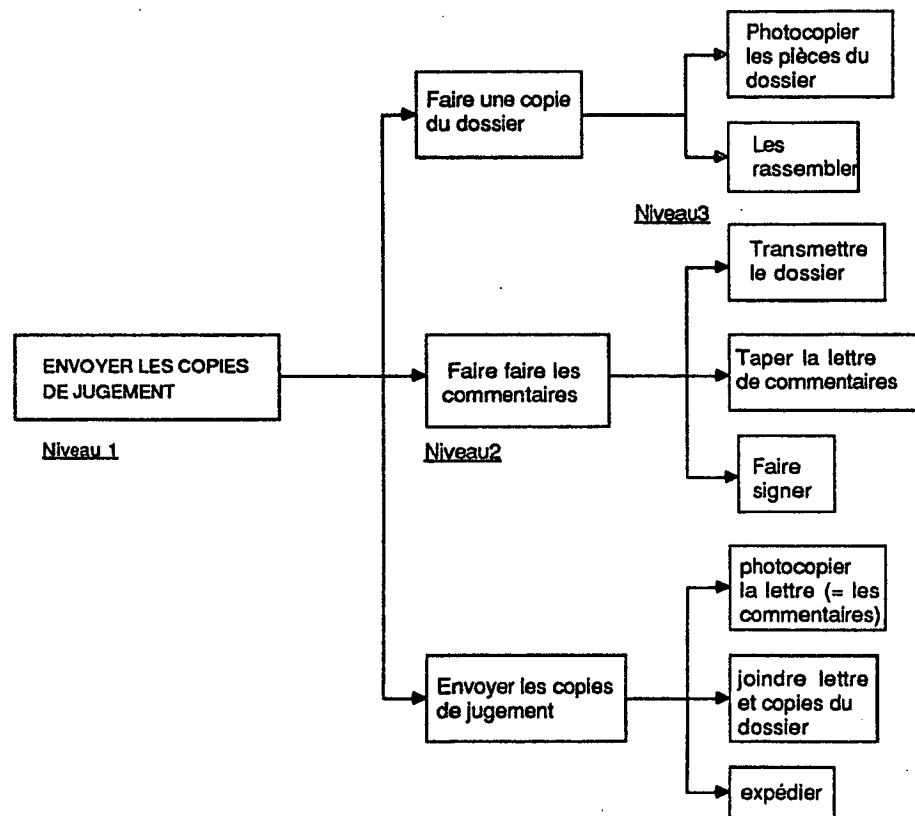 Photocopier
les pièces du
dossier
Faire une copie
du dossier
Les
rassembler
Niveau3
Transmettre
le dossier
ENVOYER LES COPIES
DE JUGEMENT
Niveau 1
Faire faire les
commentaires
Niveau2
Taper la lettre
de commentaires
Faire
signer
photocopier
la lettre (= les
commentaires)
Envoyer les copies
de jugement
joindre lettre
et copies du
dossier
expédier